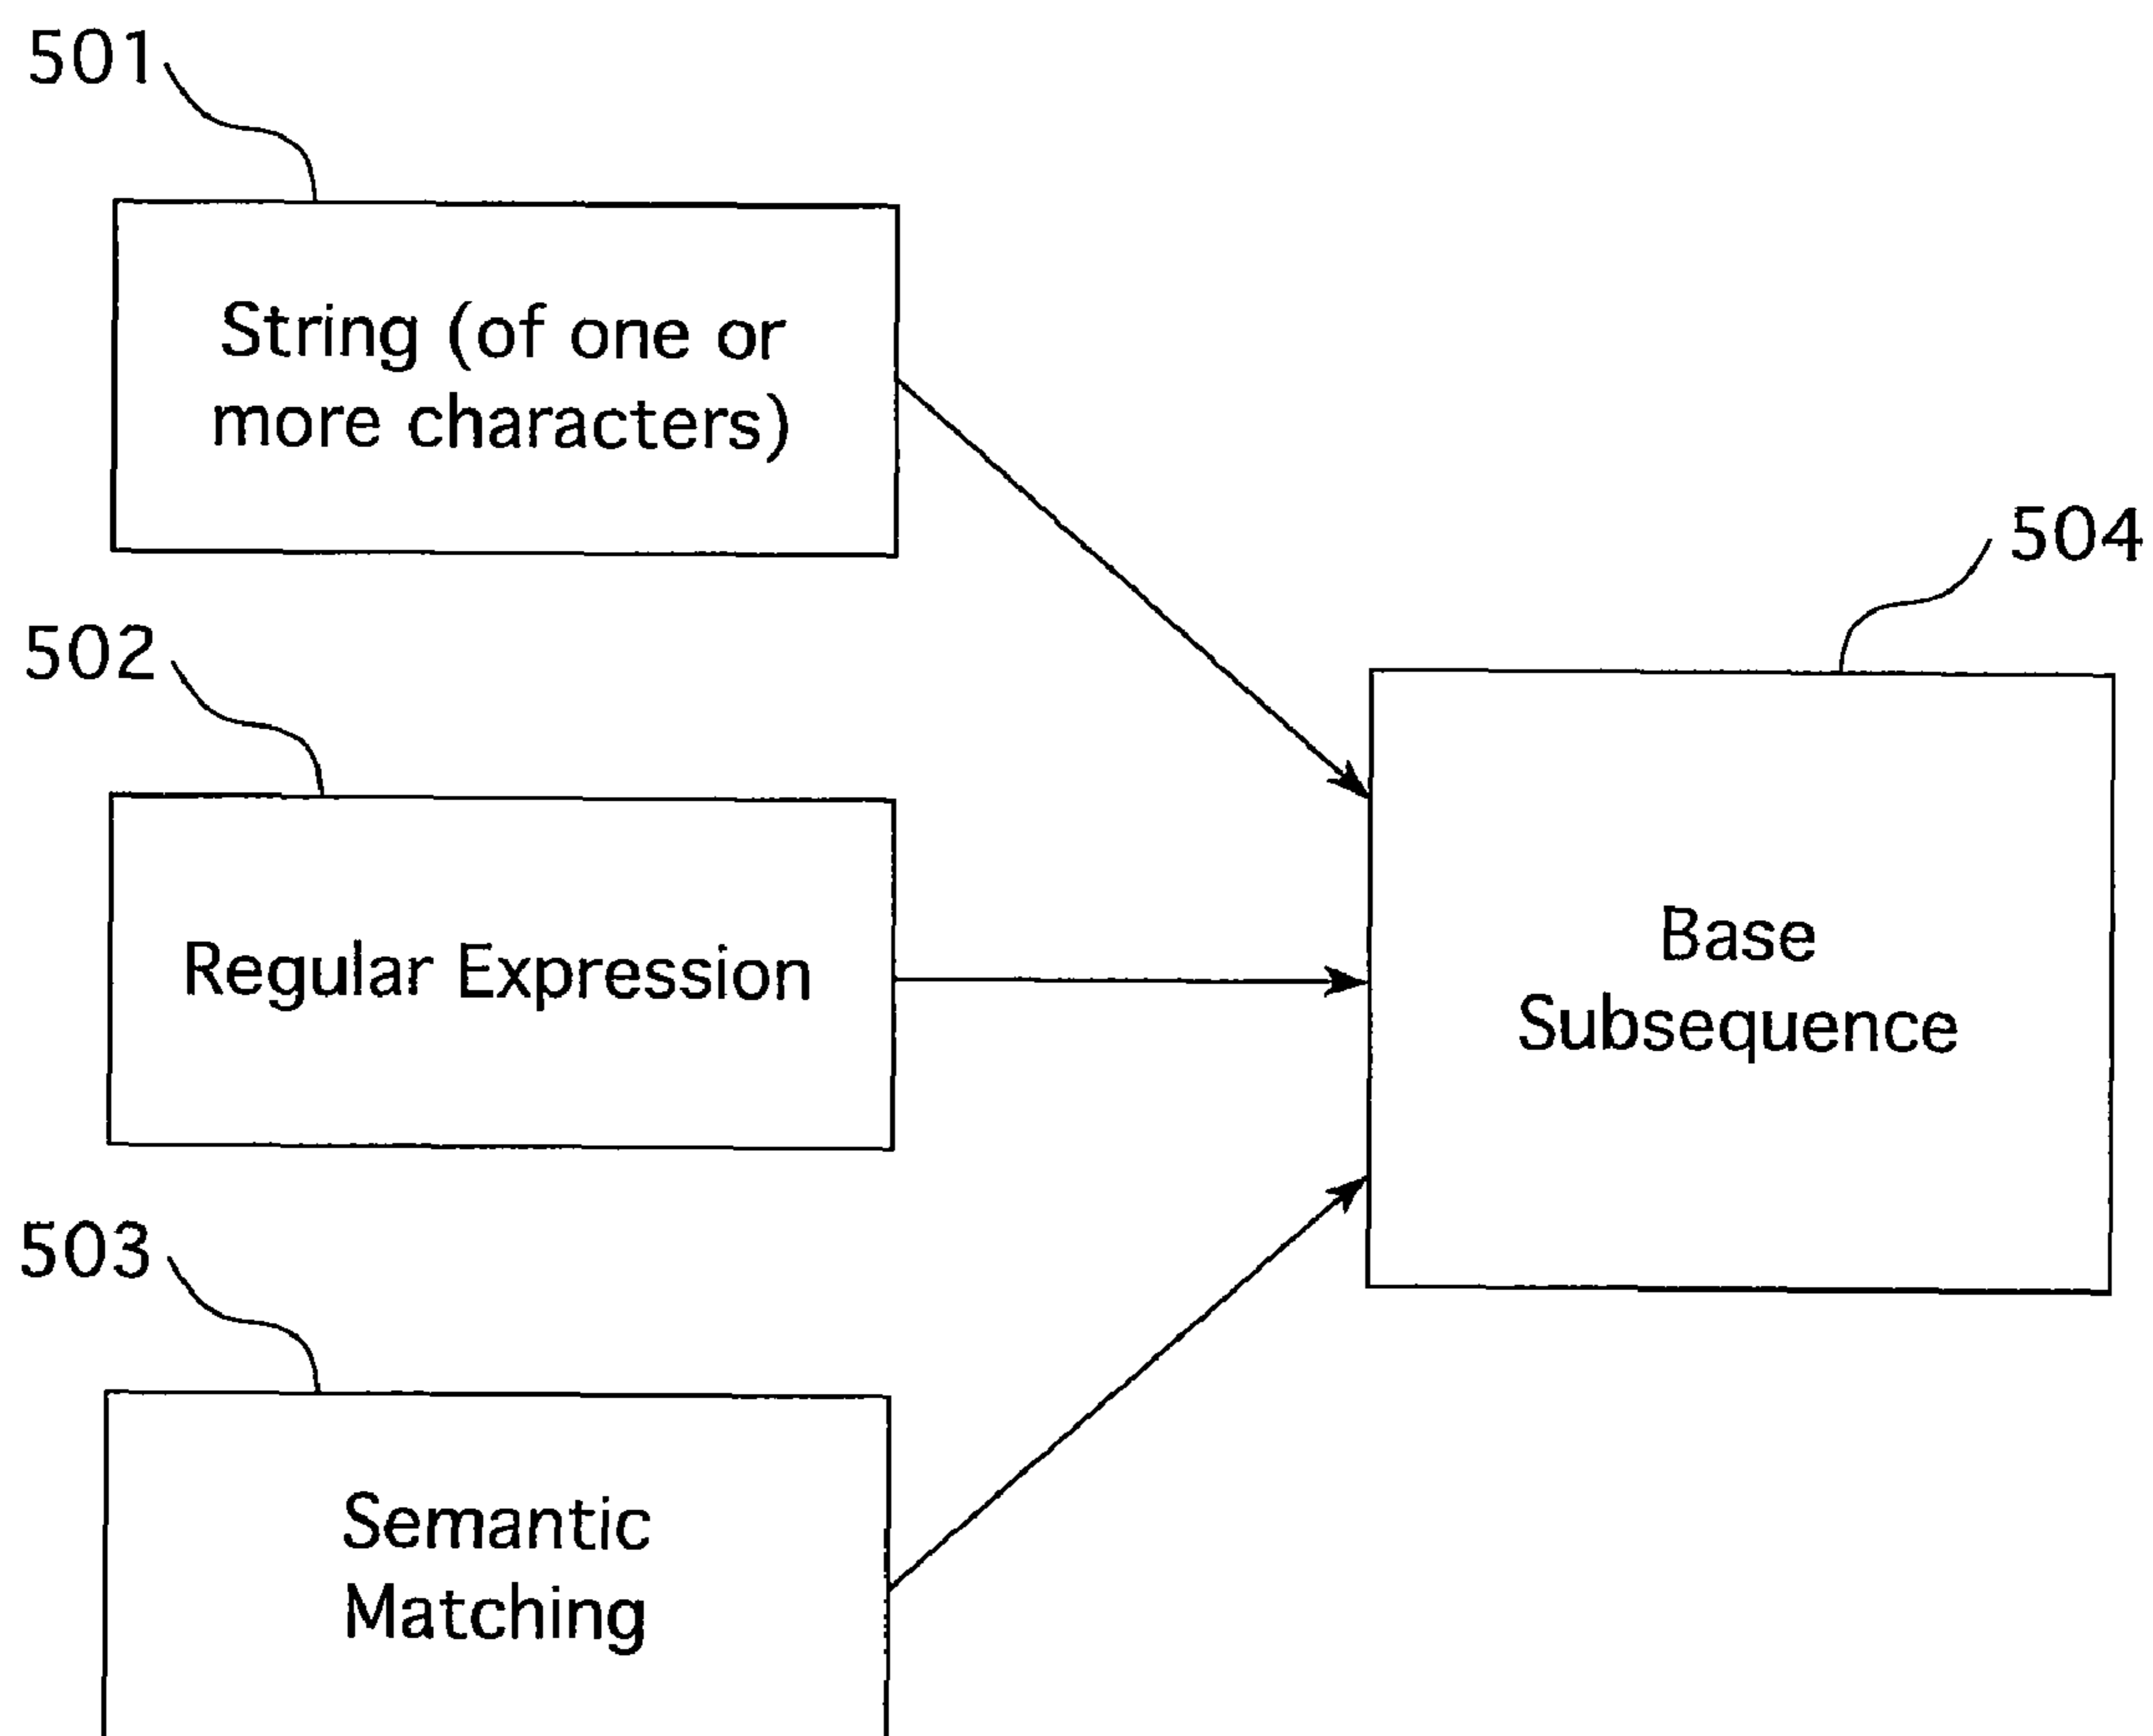 501
String (of one or
more characters)
504
502
Regular Expression
Base
Subsequence
503
Semantic
Matching